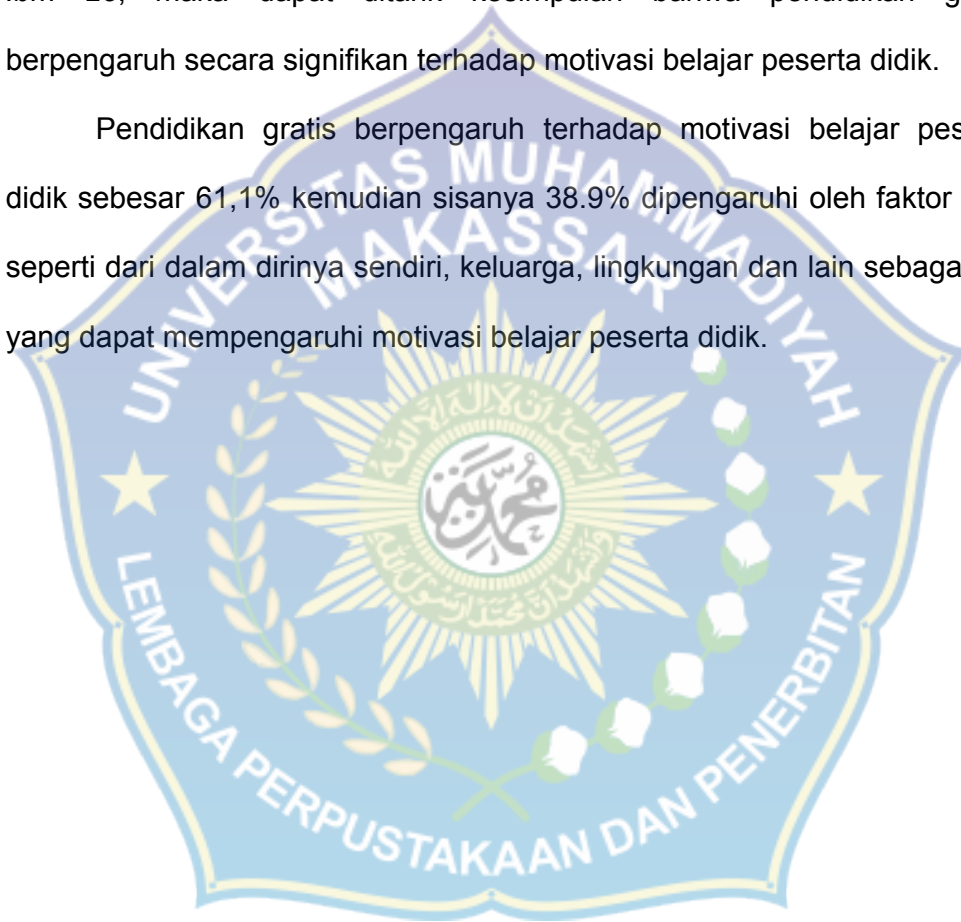 berpengaruh secara signifikan terhadap motivasi belajar peserta didik.
Pendidikan gratis berpengaruh terhadap motivasi belajar pes
didik sebesar 61,1% kemudian sisanya 38.9% dipengaruhi oleh faktor
seperti dari dalam dirinya sendiri, keluarga, lingkungan dan lain sebaga
yang dapat mempengaruhi motivasi belajar peserta didik.
UNIVERSITAS MUHAMMADIYAH
MAKASSAR
محمد
LEMBAGA PERPUSTAKAAN DAN PENERBITAN